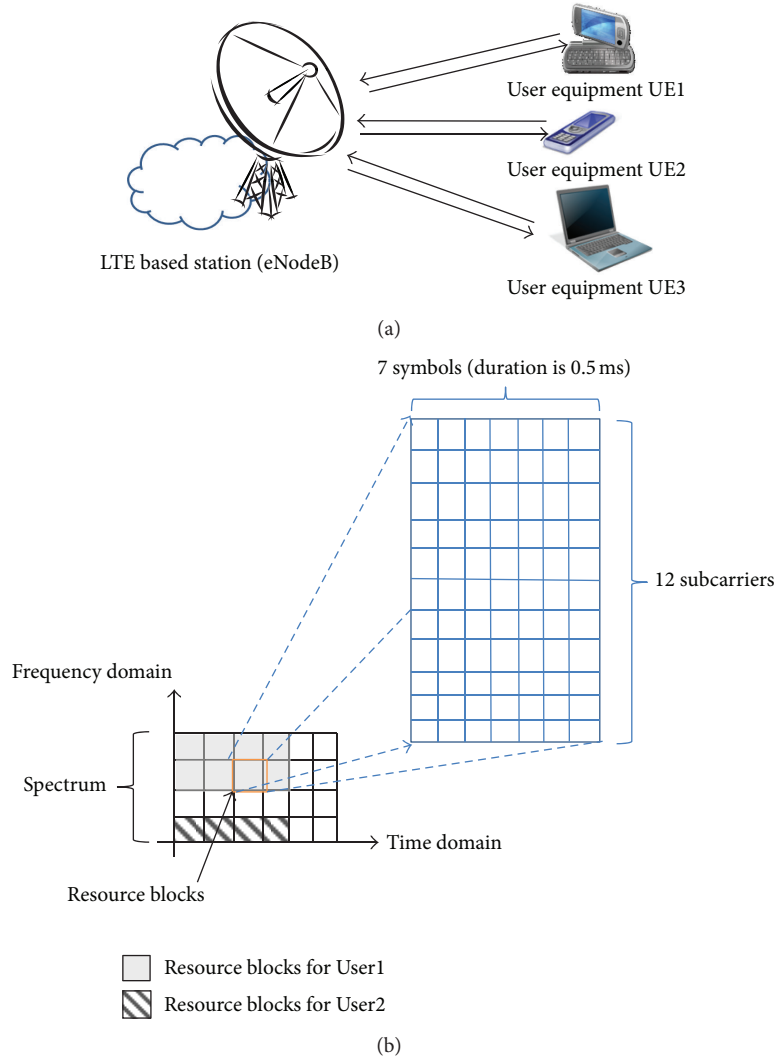 User equipment UE1
User equipment UE2
LTE based station (eNodeB)
User equipment UE3
(a)
7 symbols (duration is 0.5 ms)
12 subcarriers
Frequency domain
Spectrum
Time domain
Resource blocks
Resource blocks for User1
Resource blocks for User2
(b)